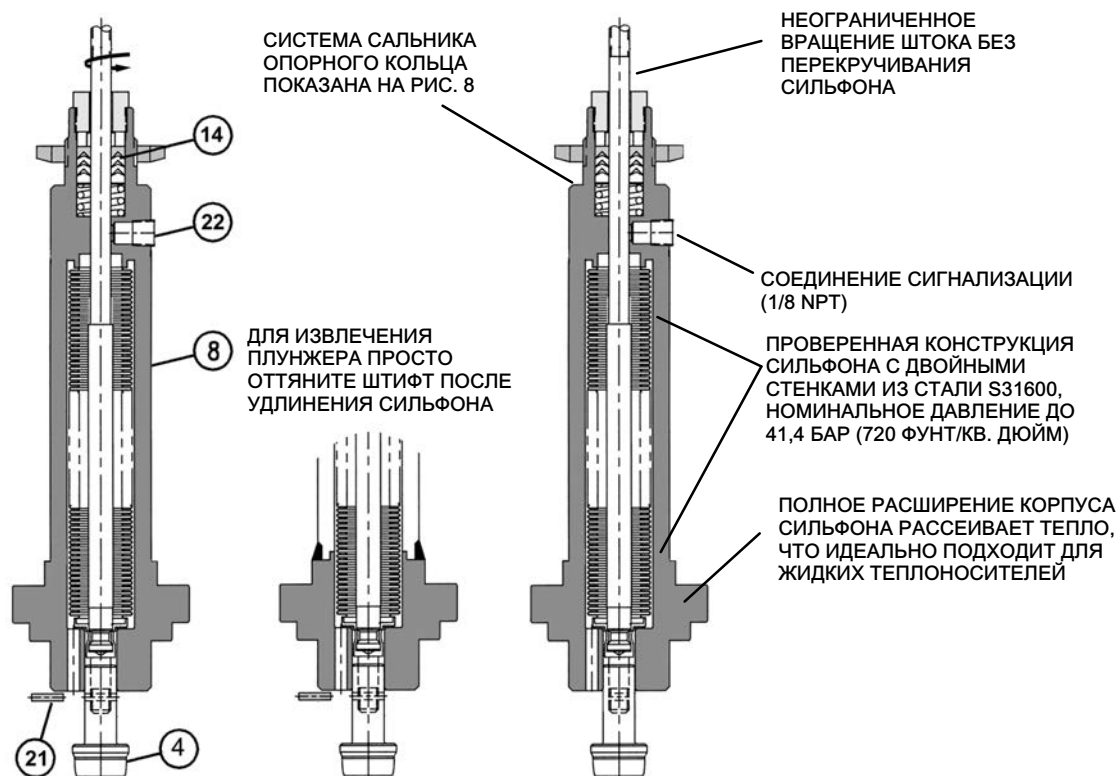 СИСТЕМА САЛЬНИКА
ОПОРНОГО КОЛЬЦА
ПОКАЗАНА НА РИС. 8
НЕОГРАНИЧЕННОЕ
ВРАЩЕНИЕ ШТОКА БЕЗ
ПЕРЕКРУЧИВАНИЯ
СИЛЬФОНА
14
22
СОЕДИНЕНИЕ СИГНАЛИЗАЦИИ
(1/8 NPT)
8
ДЛЯ ИЗВЛЕЧЕНИЯ
ПЛУНЖЕРА ПРОСТО
ОТТЯНИТЕ ШТИФТ ПОСЛЕ
УДЛИНЕНИЯ СИЛЬФОНА
ПРОВЕРЕННАЯ КОНСТРУКЦИЯ
СИЛЬФОНА С ДВОЙНЫМИ
СТЕНКАМИ ИЗ СТАЛИ S31600,
НОМИНАЛЬНОЕ ДАВЛЕНИЕ ДО
41,4 БАР (720 ФУНТ/КВ. ДЮЙМ)
ПОЛНОЕ РАСШИРЕНИЕ КОРПУСА
СИЛЬФОНА РАССЕИВАЕТ ТЕПЛО,
ЧТО ИДЕАЛЬНО ПОДХОДИТ ДЛЯ
ЖИДКИХ ТЕПЛОНОСИТЕЛЕЙ
21
4